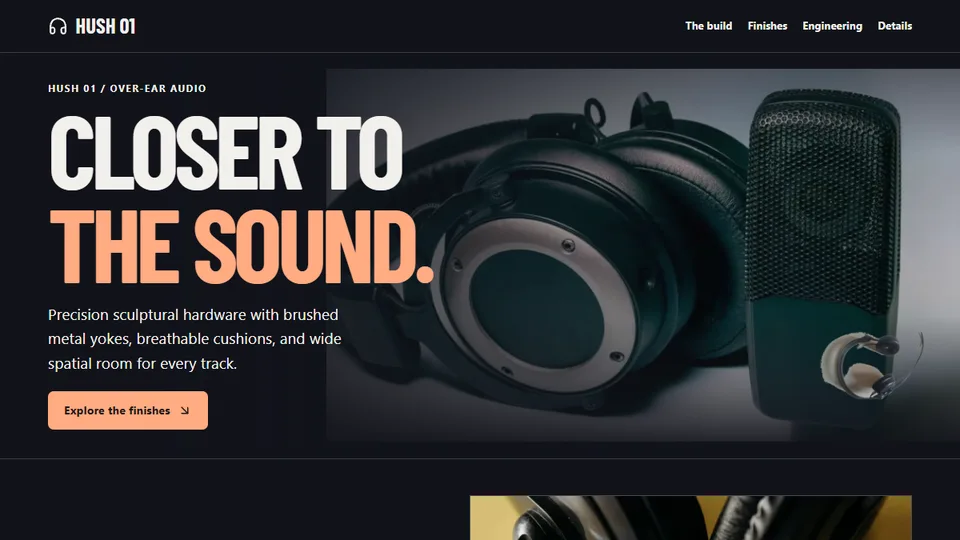 HUSH 01
The build
Finishes
Engineering
Details
HUSH 01 / OVER-EAR AUDIO
CLOSER TO
THE SOUND.
Precision sculptural hardware with brushed
metal yokes, breathable cushions, and wide
spatial room for every track.
Explore the finishes